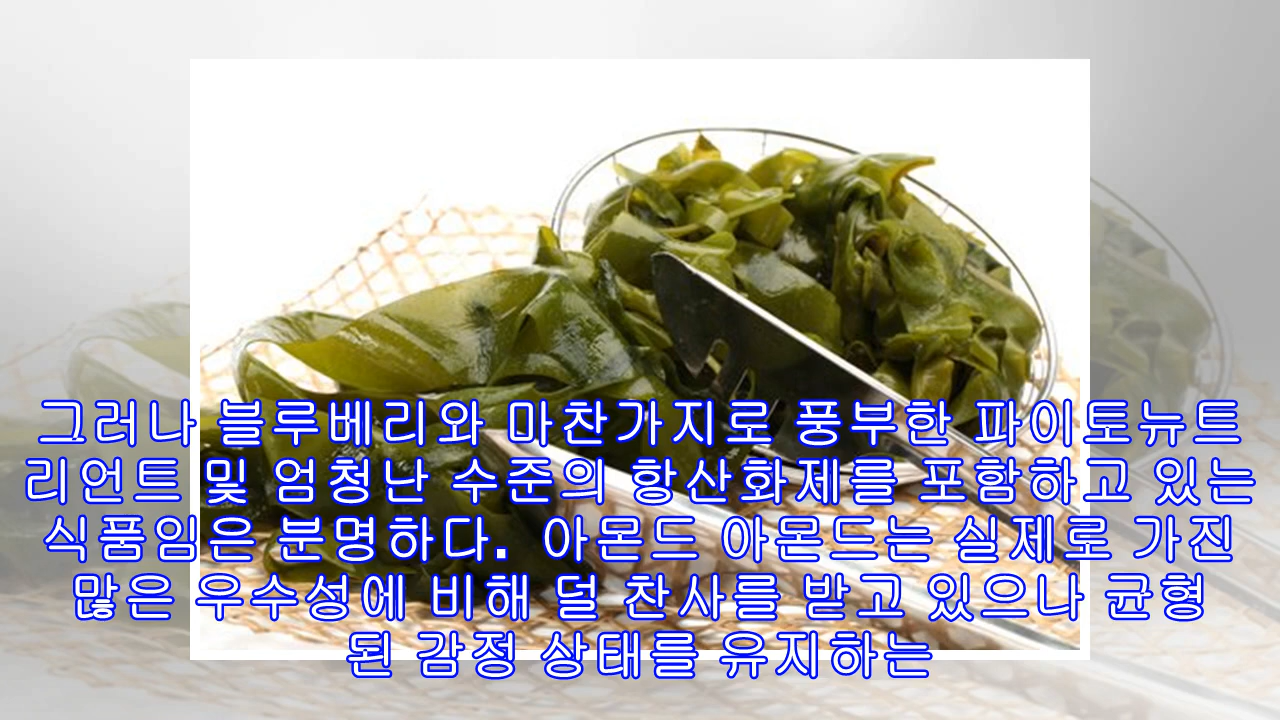 그러나 블루베리와 마찬가지로 풍부한 파이토뉴트
리언트 및 엄청난 수준의 항산화제를 포함하고 있는
식품임은 분명하다. 아몬드 아몬드는 실제로 가진
많은 우수성에 비해 덜 찬사를 받고 있으나 균형
된 감정 상태를 유지하는